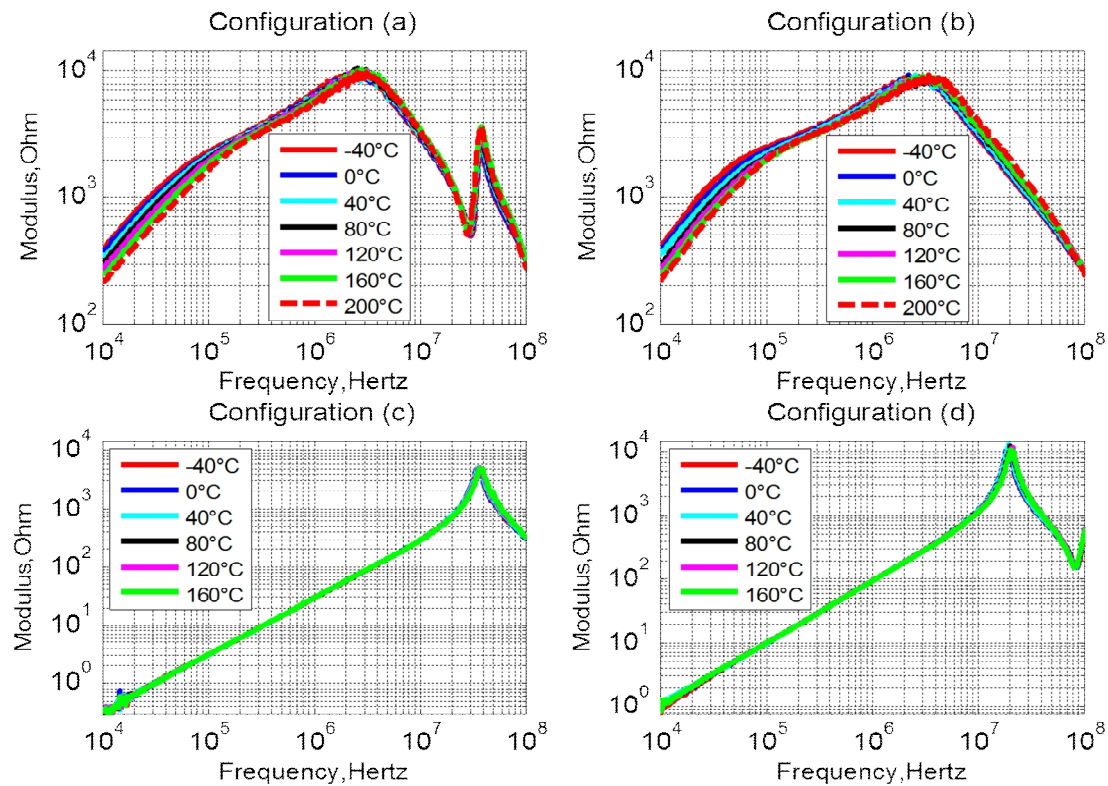 Configuration (a)
Modulus,Ohm
10^4
10^3
10^2
-40°C
0°C
40°C
80°C
120°C
160°C
200°C
10^4 10^5 10^6 10^7 10^8
Frequency,Hertz
Configuration (b)
Modulus,Ohm
10^4
10^3
10^2
-40°C
0°C
40°C
80°C
120°C
160°C
200°C
10^4 10^5 10^6 10^7 10^8
Frequency,Hertz
Configuration (c)
Modulus,Ohm
10^4
10^3
10^2
10^1
10^0
-40°C
0°C
40°C
80°C
120°C
160°C
10^4 10^5 10^6 10^7 10^8
Frequency,Hertz
Configuration (d)
Modulus,Ohm
10^4
10^3
10^2
10^1
10^0
-40°C
0°C
40°C
80°C
120°C
160°C
10^4 10^5 10^6 10^7 10^8
Frequency,Hertz